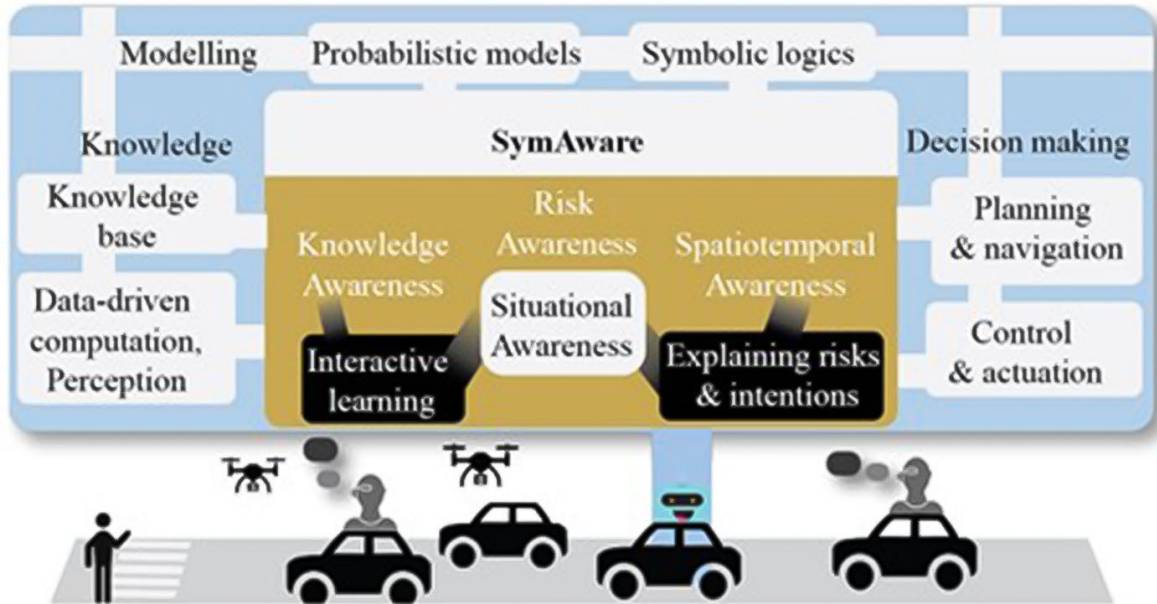 Modelling
Probabilistic models
Symbolic logics
SymAware
Knowledge
Decision making
Knowledge
base
Data-driven
computation,
Perception
Risk
Awareness
Knowledge
Awareness
Spatiotemporal
Awareness
Situational
Awareness
Interactive
learning
Explaining risks
& intentions
Planning
& navigation
Control
& actuation